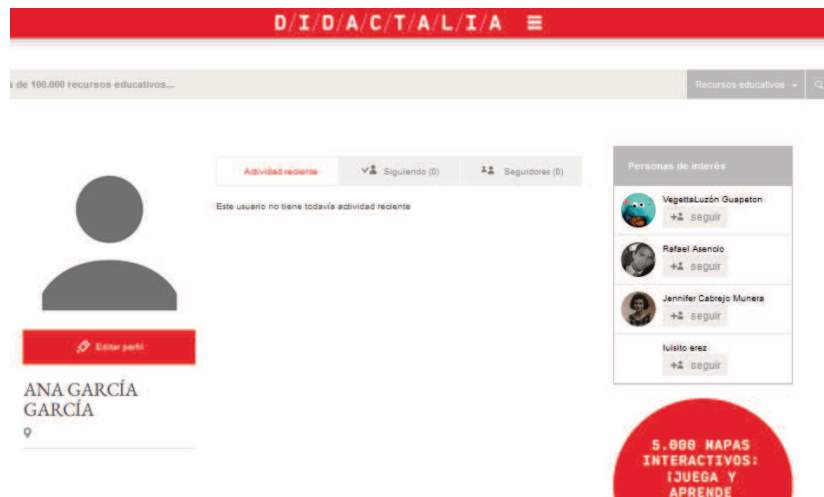 D/I/D/A/C/T/A/L/I/A
s de 100.000 recursos educativos...
Recursos educativos
Actividad reciente
Siguiendo (0)
Seguidores (0)
Este usuario no tiene todavía actividad reciente
Editar perfil
ANA GARCÍA
GARCÍA
Personas de interés
VegettaLuzón Guapeton
seguir
Rafael Asencio
seguir
Jennifer Cabrejo Munera
seguir
luisito erez
seguir
5.000 MAPAS
INTERACTIVOS:
¡JUEGA Y
APRENDE